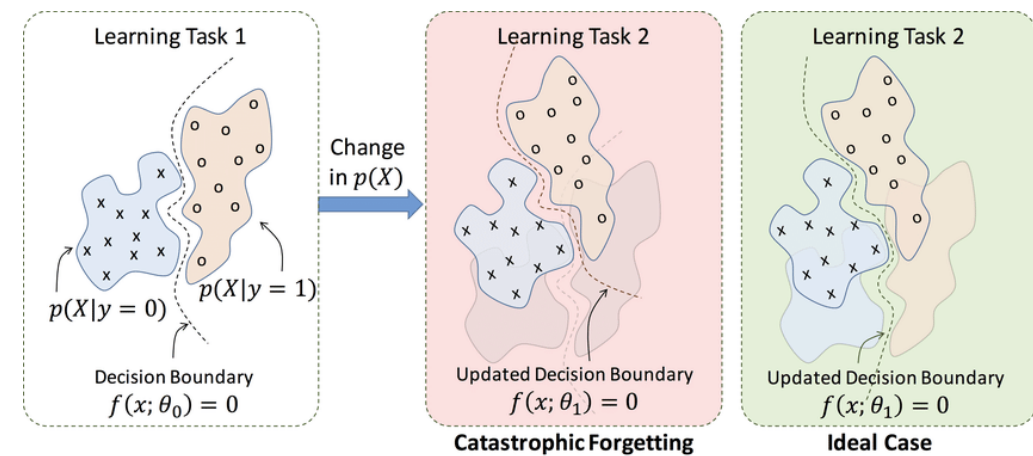 Learning Task 1
p(X|y = 0)
p(X|y = 1)
Decision Boundary
f(x; θ₀) = 0
Change
in p(X)
Learning Task 2
Updated Decision Boundary
f(x; θ₁) = 0
Catastrophic Forgetting
Learning Task 2
Updated Decision Boundary
f(x; θ₁) = 0
Ideal Case